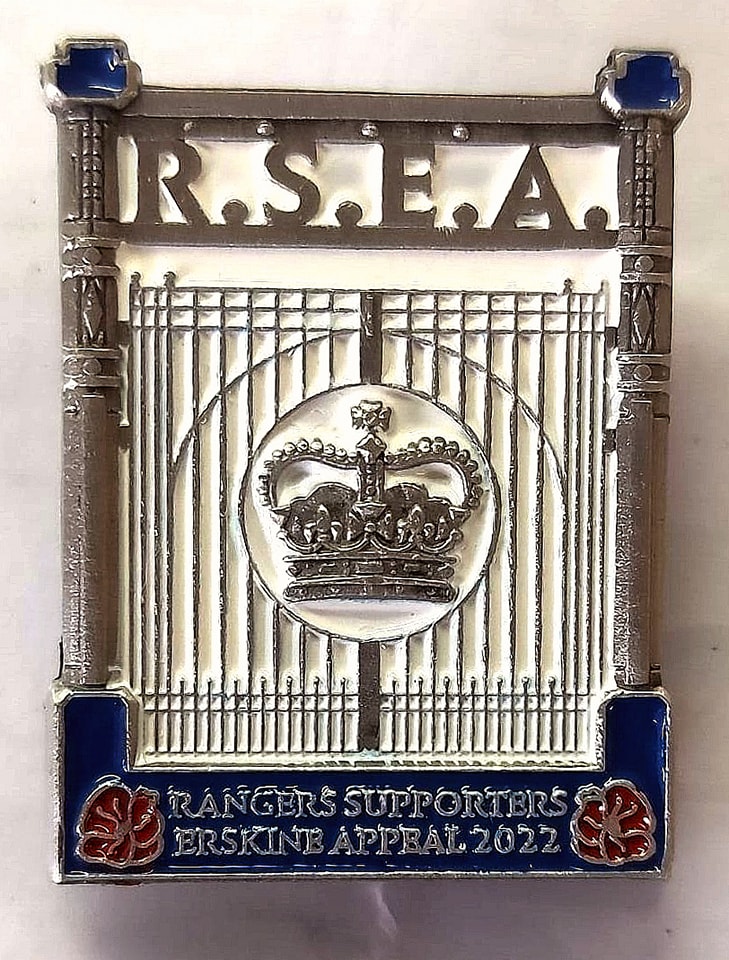 R.S.E.A.
RANGERS SUPPORTERS
ERSKINE APPEAL 2022